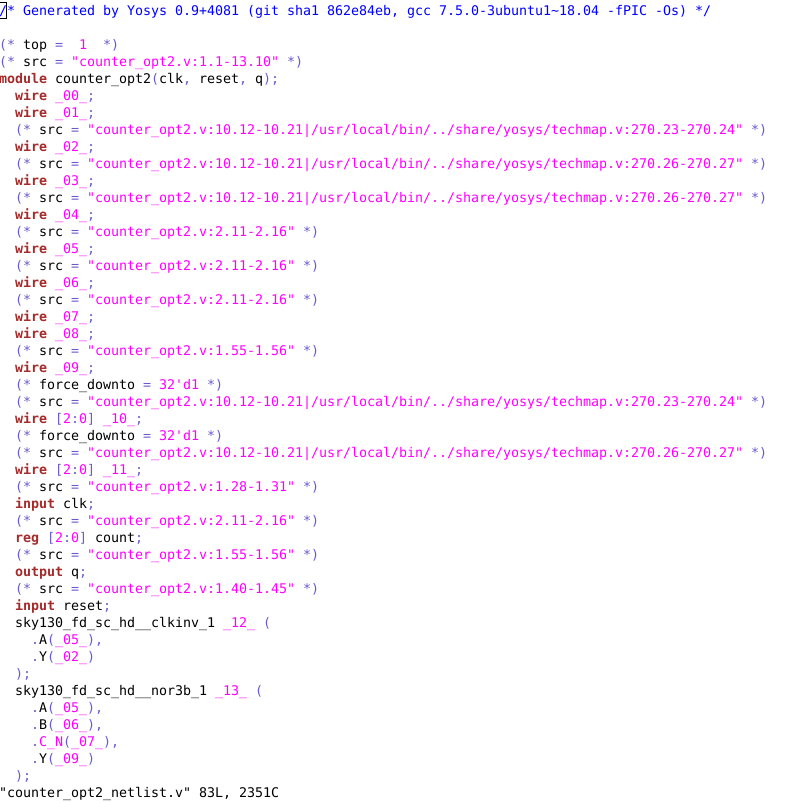 /* Generated by Yosys 0.9+4081 (git sha1 862e84eb, gcc 7.5.0-3ubuntu1~18.04 -fPIC -Os) */

(* top =  1  *)
(* src = "counter_opt2.v:1.1-13.10" *)
module counter_opt2(clk, reset, q);
  wire _00_;
  wire _01_;
  (* src = "counter_opt2.v:10.12-10.21|/usr/local/bin/../share/yosys/techmap.v:270.23-270.24" *)
  wire _02_;
  (* src = "counter_opt2.v:10.12-10.21|/usr/local/bin/../share/yosys/techmap.v:270.26-270.27" *)
  wire _03_;
  (* src = "counter_opt2.v:10.12-10.21|/usr/local/bin/../share/yosys/techmap.v:270.26-270.27" *)
  wire _04_;
  (* src = "counter_opt2.v:2.11-2.16" *)
  wire _05_;
  (* src = "counter_opt2.v:2.11-2.16" *)
  wire _06_;
  (* src = "counter_opt2.v:2.11-2.16" *)
  wire _07_;
  wire _08_;
  (* src = "counter_opt2.v:1.55-1.56" *)
  wire _09_;
  (* force_downto = 32'd1 *)
  (* src = "counter_opt2.v:10.12-10.21|/usr/local/bin/../share/yosys/techmap.v:270.23-270.24" *)
  wire [2:0] _10_;
  (* force_downto = 32'd1 *)
  (* src = "counter_opt2.v:10.12-10.21|/usr/local/bin/../share/yosys/techmap.v:270.26-270.27" *)
  wire [2:0] _11_;
  (* src = "counter_opt2.v:1.28-1.31" *)
  input clk;
  (* src = "counter_opt2.v:2.11-2.16" *)
  reg [2:0] count;
  (* src = "counter_opt2.v:1.55-1.56" *)
  output q;
  (* src = "counter_opt2.v:1.40-1.45" *)
  input reset;
  sky130_fd_sc_hd__clkinv_1 _12_ (
    .A(_05_),
    .Y(_02_)
  );
  sky130_fd_sc_hd__nor3b_1 _13_ (
    .A(_05_),
    .B(_06_),
    .C_N(_07_),
    .Y(_09_)
  );
"counter_opt2_netlist.v" 83L, 2351C